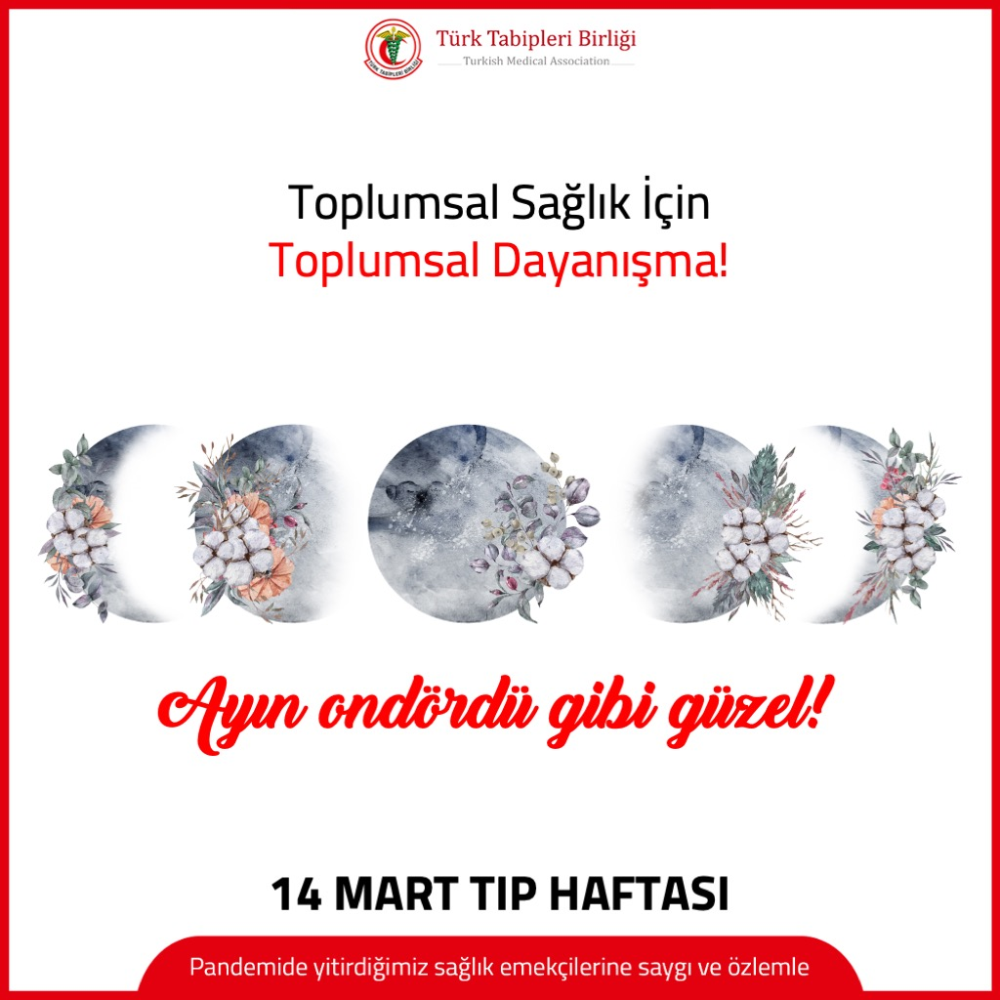 Türk Tabipleri Birliği
Turkish Medical Association
TÜRK TABİPLERİ BİRLİĞİ
Toplumsal Sağlık İçin
Toplumsal Dayanışma!
Ayın ondördü gibi güzel!
14 MART TIP HAFTASI
Pandemide yitirdiğimiz sağlık emekçilerine saygı ve özlemle